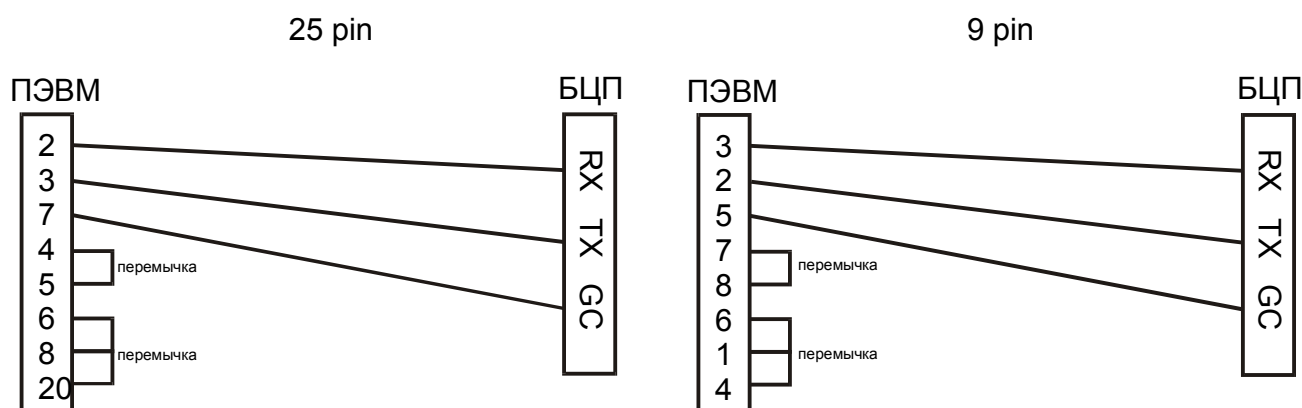 25 pin
ПЭВМ
БЦП
2
3
7
4
5
6
8
20
перемычка
перемычка
RX
TX
GC
9 pin
ПЭВМ
БЦП
3
2
5
7
8
6
1
4
перемычка
перемычка
RX
TX
GC